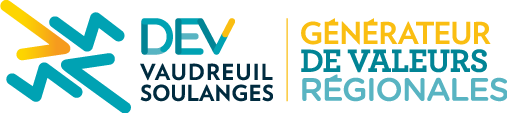 DEV
VAUDREUIL
SOULANGES
GÉNÉRATEUR
DE VALEURS
RÉGIONALES